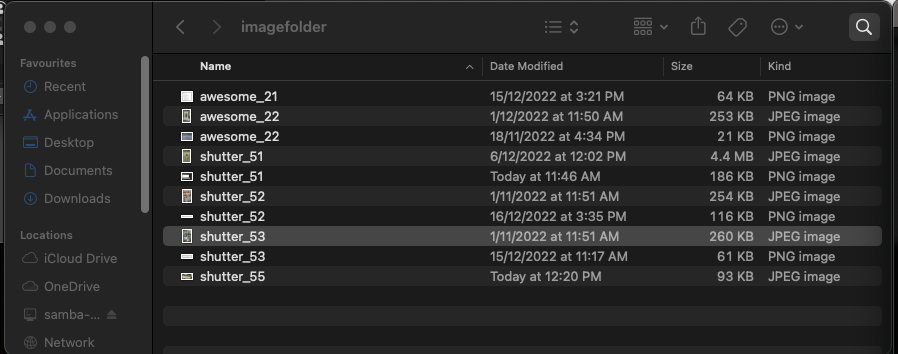 imagefolder
Favourites
Recent
Applications
Desktop
Documents
Downloads
Locations
iCloud Drive
OneDrive
samba-...
Network
Name Date Modified Size Kind
awesome_21 15/12/2022 at 3:21 PM 64 KB PNG image
awesome_22 1/12/2022 at 11:50 AM 253 KB JPEG image
awesome_22 18/11/2022 at 4:34 PM 21 KB PNG image
shutter_51 6/12/2022 at 12:02 PM 4.4 MB JPEG image
shutter_51 Today at 11:46 AM 186 KB PNG image
shutter_52 1/11/2022 at 11:51 AM 254 KB JPEG image
shutter_52 16/12/2022 at 3:35 PM 116 KB PNG image
shutter_53 1/11/2022 at 11:51 AM 260 KB JPEG image
shutter_53 15/12/2022 at 11:17 AM 61 KB PNG image
shutter_55 Today at 12:20 PM 93 KB JPEG image